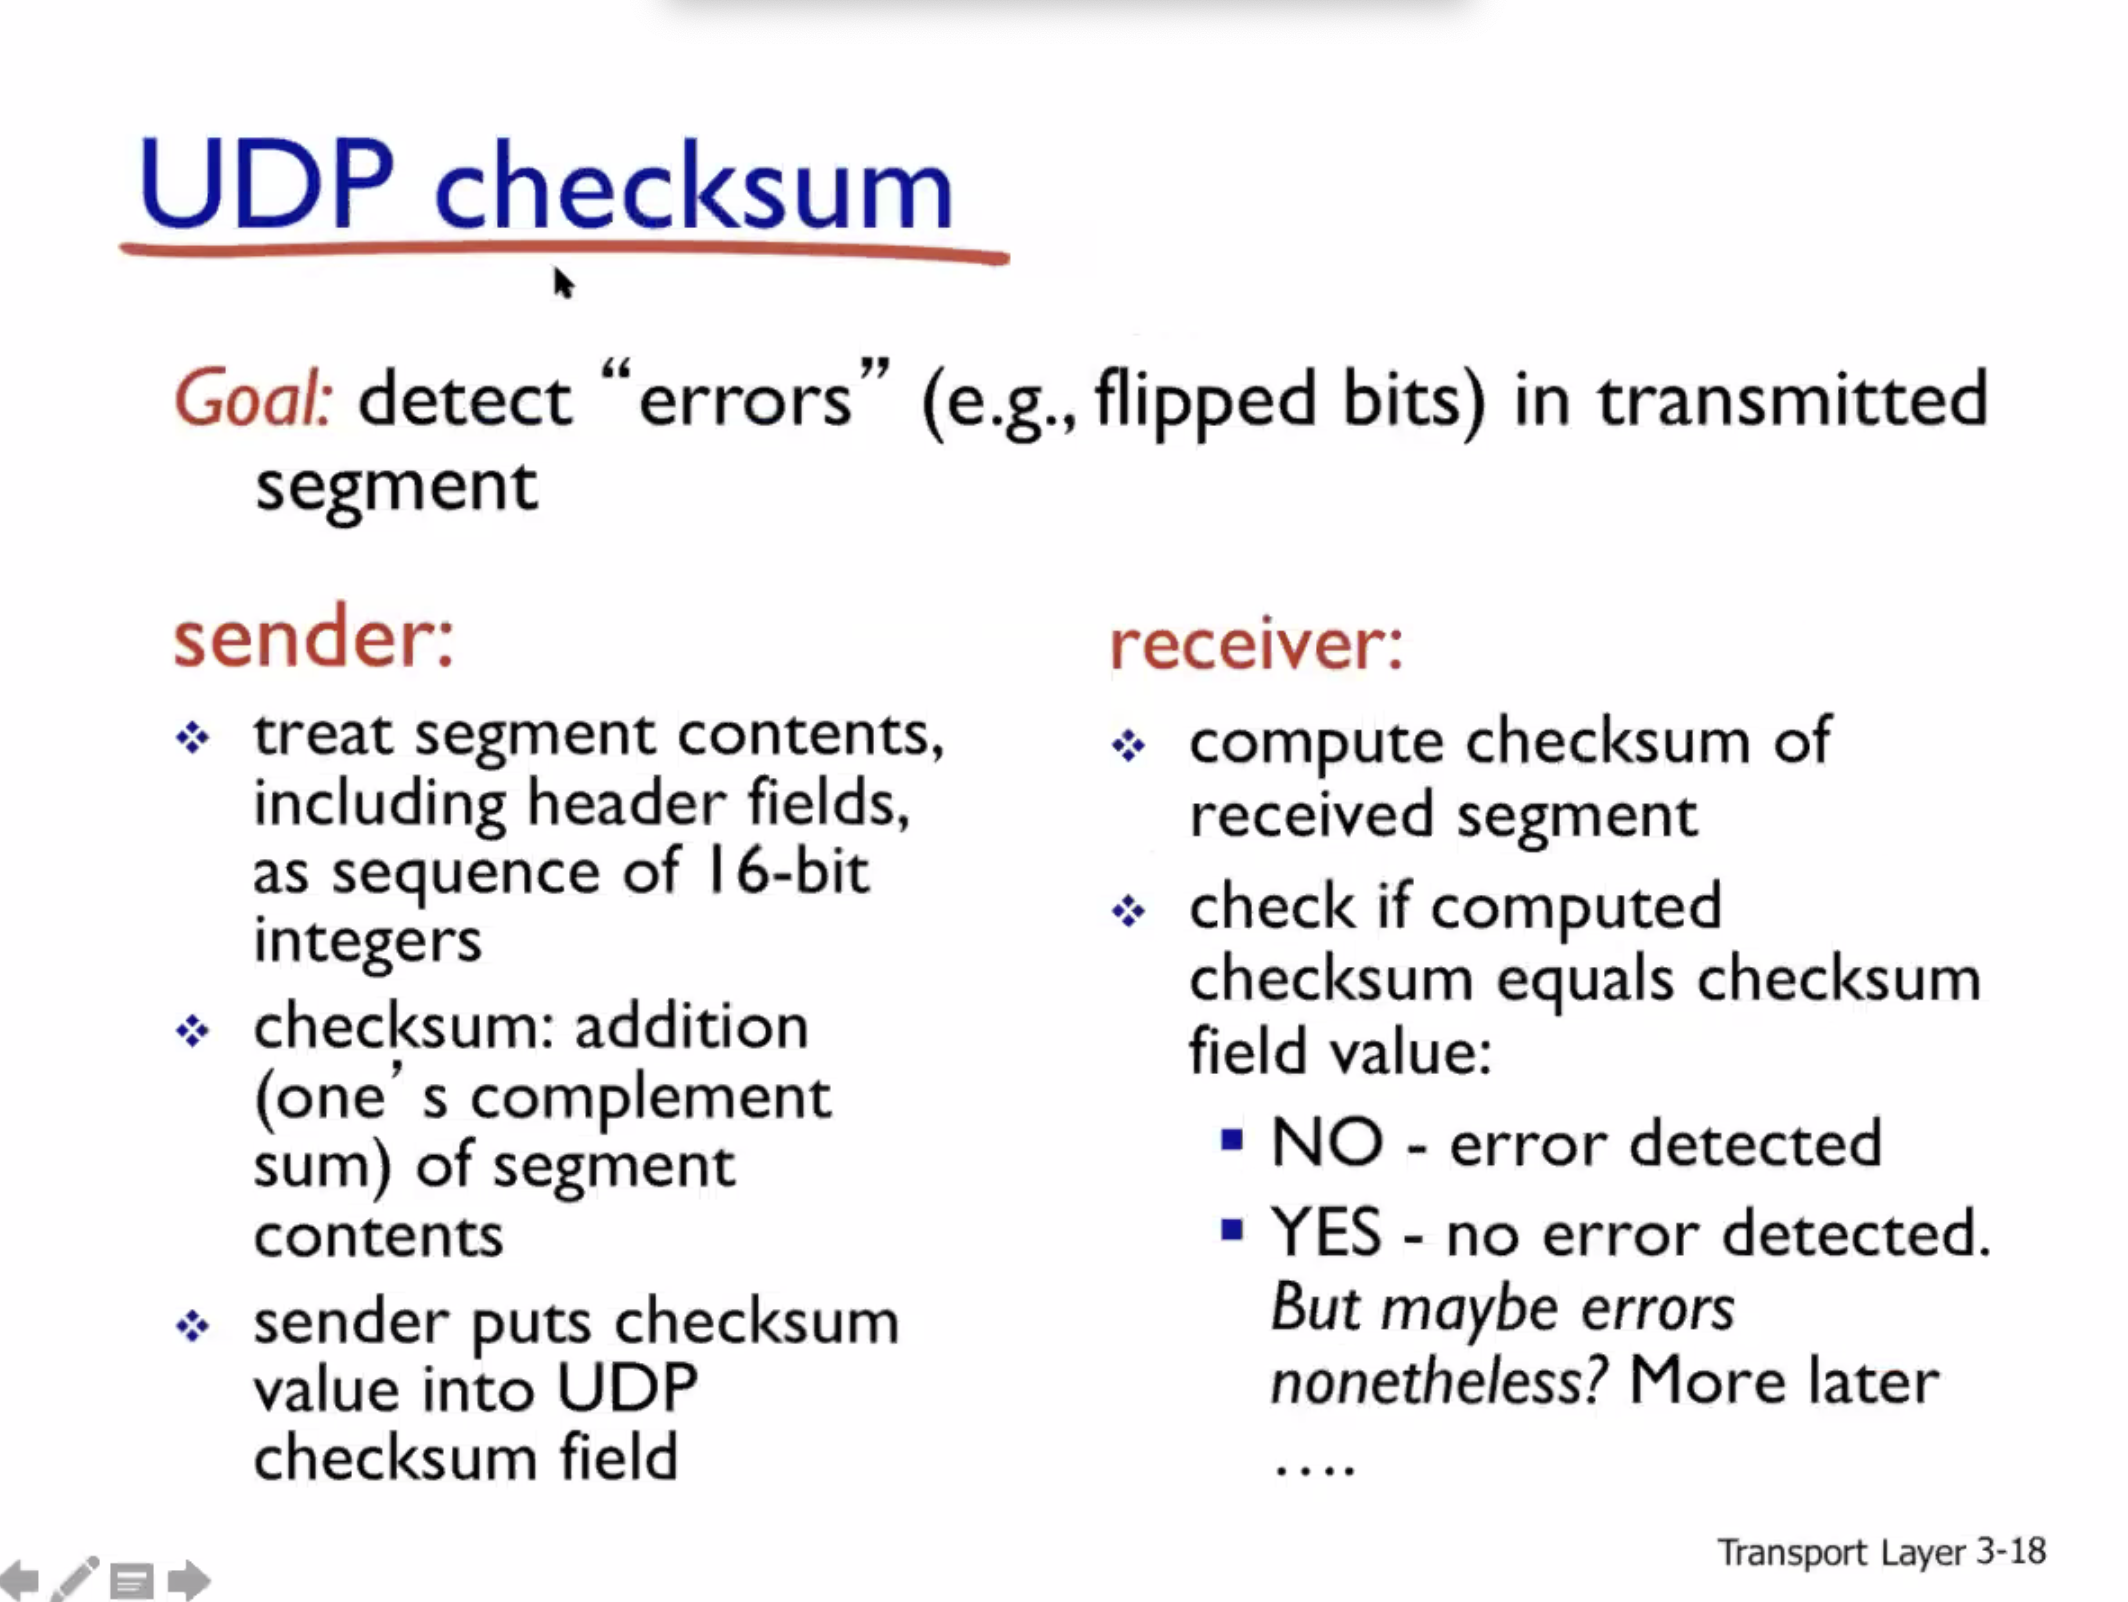 UDP checksum
Goal: detect “errors” (e.g., flipped bits) in transmitted
segment
sender:
treat segment contents,
including header fields,
as sequence of 16-bit
integers
checksum: addition
(one’s complement
sum) of segment
contents
sender puts checksum
value into UDP
checksum field
receiver:
compute checksum of
received segment
check if computed
checksum equals checksum
field value:
NO - error detected
YES - no error detected.
But maybe errors
nonetheless? More later
….
Transport Layer 3-18